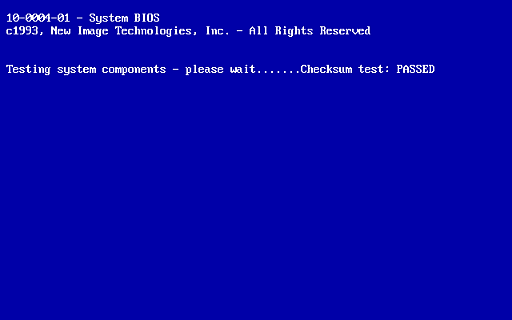 10-0004-01 - System BIOS
c1993, New Image Technologies, Inc. - All Rights Reserved
Testing system components - please wait.......Checksum test: PASSED